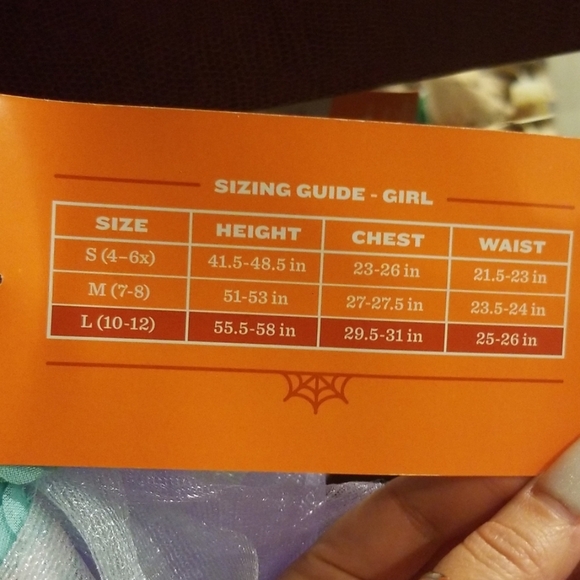 SIZING GUIDE - GIRL
SIZE HEIGHT CHEST WAIST
S (4-6x) 41.5-48.5 in 23-26 in 21.5-23 in
M (7-8) 51-53 in 27-27.5 in 23.5-24 in
L (10-12) 55.5-58 in 29.5-31 in 25-26 in